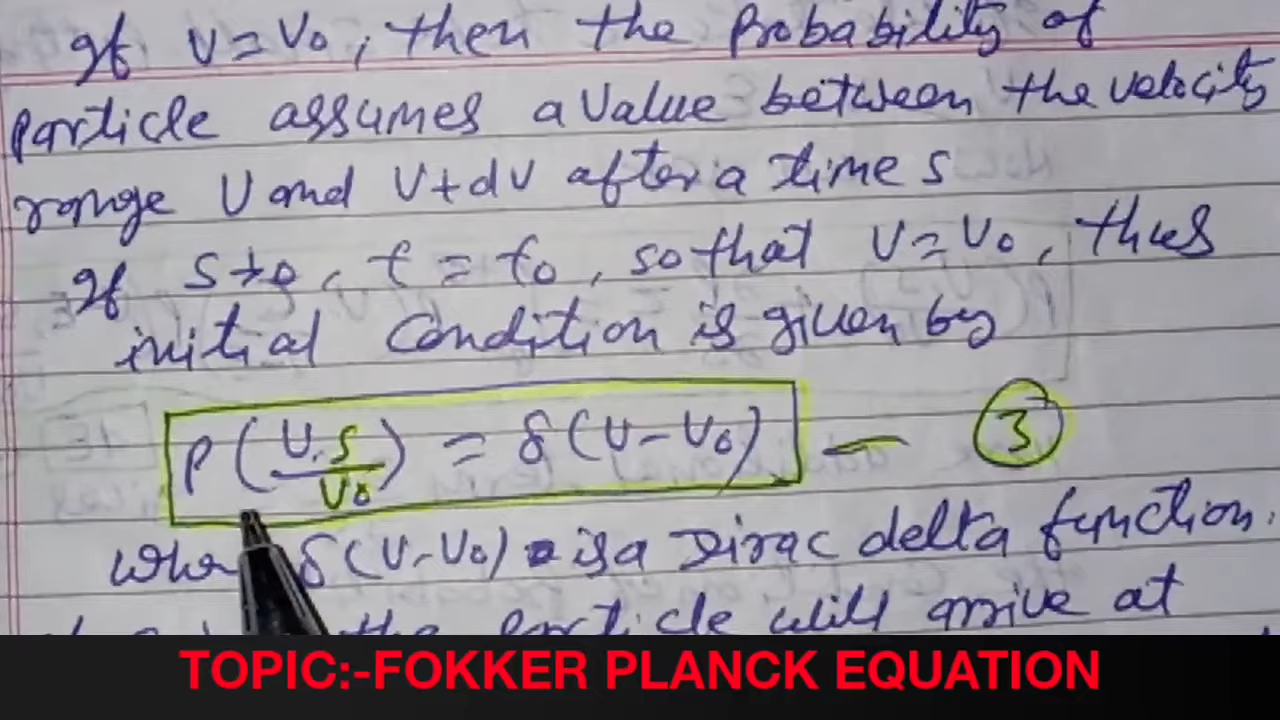 If v = v₀, then the Probability of
Particle assumes a value between the velocity
range v and v+dv after a time s
If s→0, t = t₀, so that v = v₀, thus
initial condition is given by
P(v,s/v₀) = δ(v-v₀) — ③
δ(v-v₀) is a Dirac delta function.
the Particle will arrive at
TOPIC:-FOKKER PLANCK EQUATION